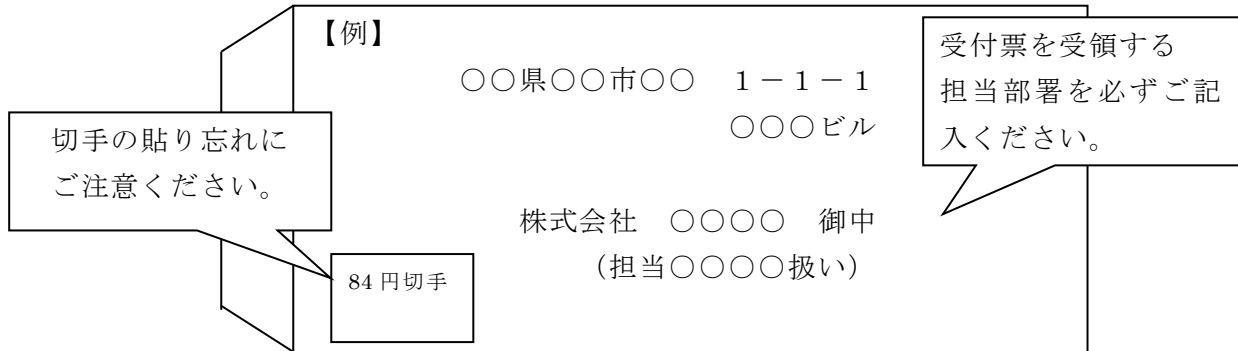 【例】
○○県○○市○○　１－１－１
○○○ビル
株式会社　○○○○　御中
（担当○○○○扱い）
受付票を受領する
担当部署を必ずご記
入ください。
切手の貼り忘れに
ご注意ください。
84 円切手